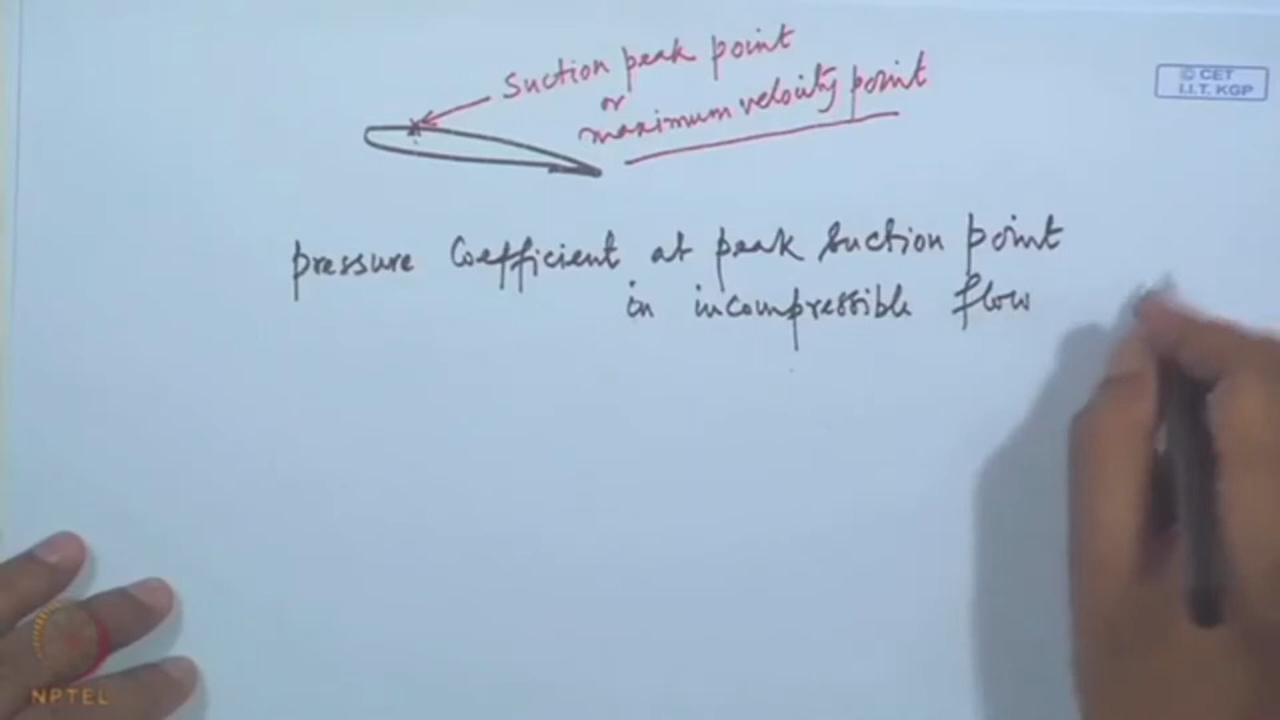 Suction peak point
or
maximum velocity point
© CET
I.I.T. KGP
pressure Coefficient at peak suction point
in incompressible flow
NPTEL